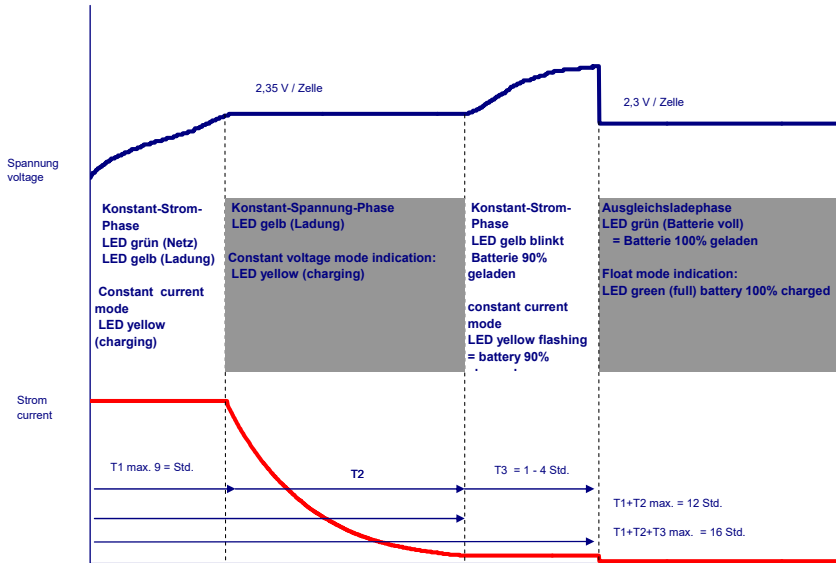 2,35 V / Zelle
2,3 V / Zelle
Spannung
voltage
Konstant-Strom-
Phase
LED grün (Netz)
LED gelb (Ladung)
Constant current
mode
LED yellow
(charging)
Konstant-Spannung-Phase
LED gelb (Ladung)
Constant voltage mode indication:
LED yellow (charging)
Konstant-Strom-
Phase
LED gelb blinkt
Batterie 90%
geladen
constant current
mode
LED yellow flashing
= battery 90%
Ausgleichsladephase
LED grün (Batterie voll)
= Batterie 100% geladen
Float mode indication:
LED green (full) battery 100% charged
Strom
current
T1 max. 9 = Std.
T2
T3 = 1 - 4 Std.
T1+T2 max. = 12 Std.
T1+T2+T3 max. = 16 Std.